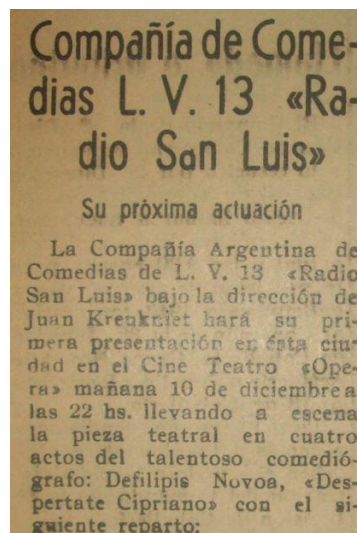 Compañía de Come-
dias L. V. 13 «Ra-
dio San Luis»
Su próxima actuación
La Compañía Argentina de
Comedias de L. V. 13 «Radio
San Luis» bajo la dirección de
Juan Kreukniet hará su pri-
mera presentación en ésta ciu-
dad en el Cine Teatro «Ope-
ra» mañana 10 de diciembre a
las 22 hs. llevando a escena
la pieza teatral en cuatro
actos del talentoso comedió-
grafo: Defilipis Novoa, «Des-
pertate Cipriano» con el si-
guiente reparto: